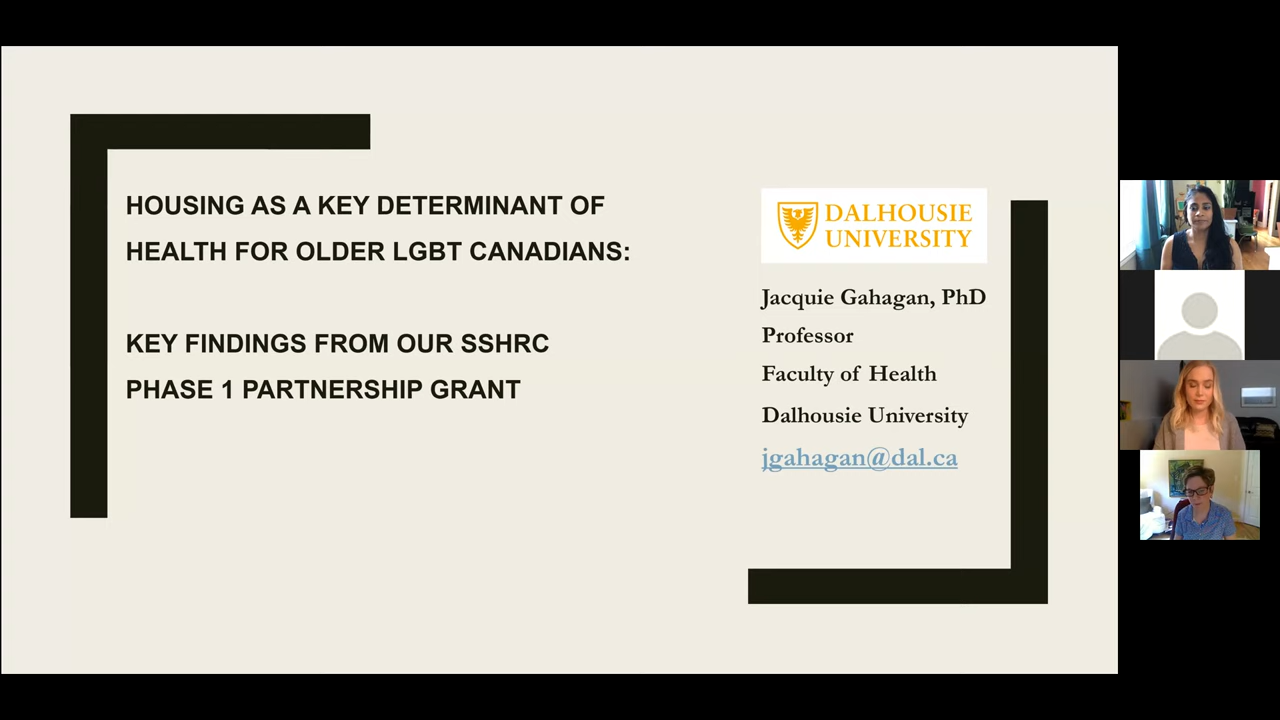 HOUSING AS A KEY DETERMINANT OF
HEALTH FOR OLDER LGBT CANADIANS:
KEY FINDINGS FROM OUR SSHRC
PHASE 1 PARTNERSHIP GRANT
DALHOUSIE
UNIVERSITY
Jacquie Gahagan, PhD
Professor
Faculty of Health
Dalhousie University
jgahagan@dal.ca